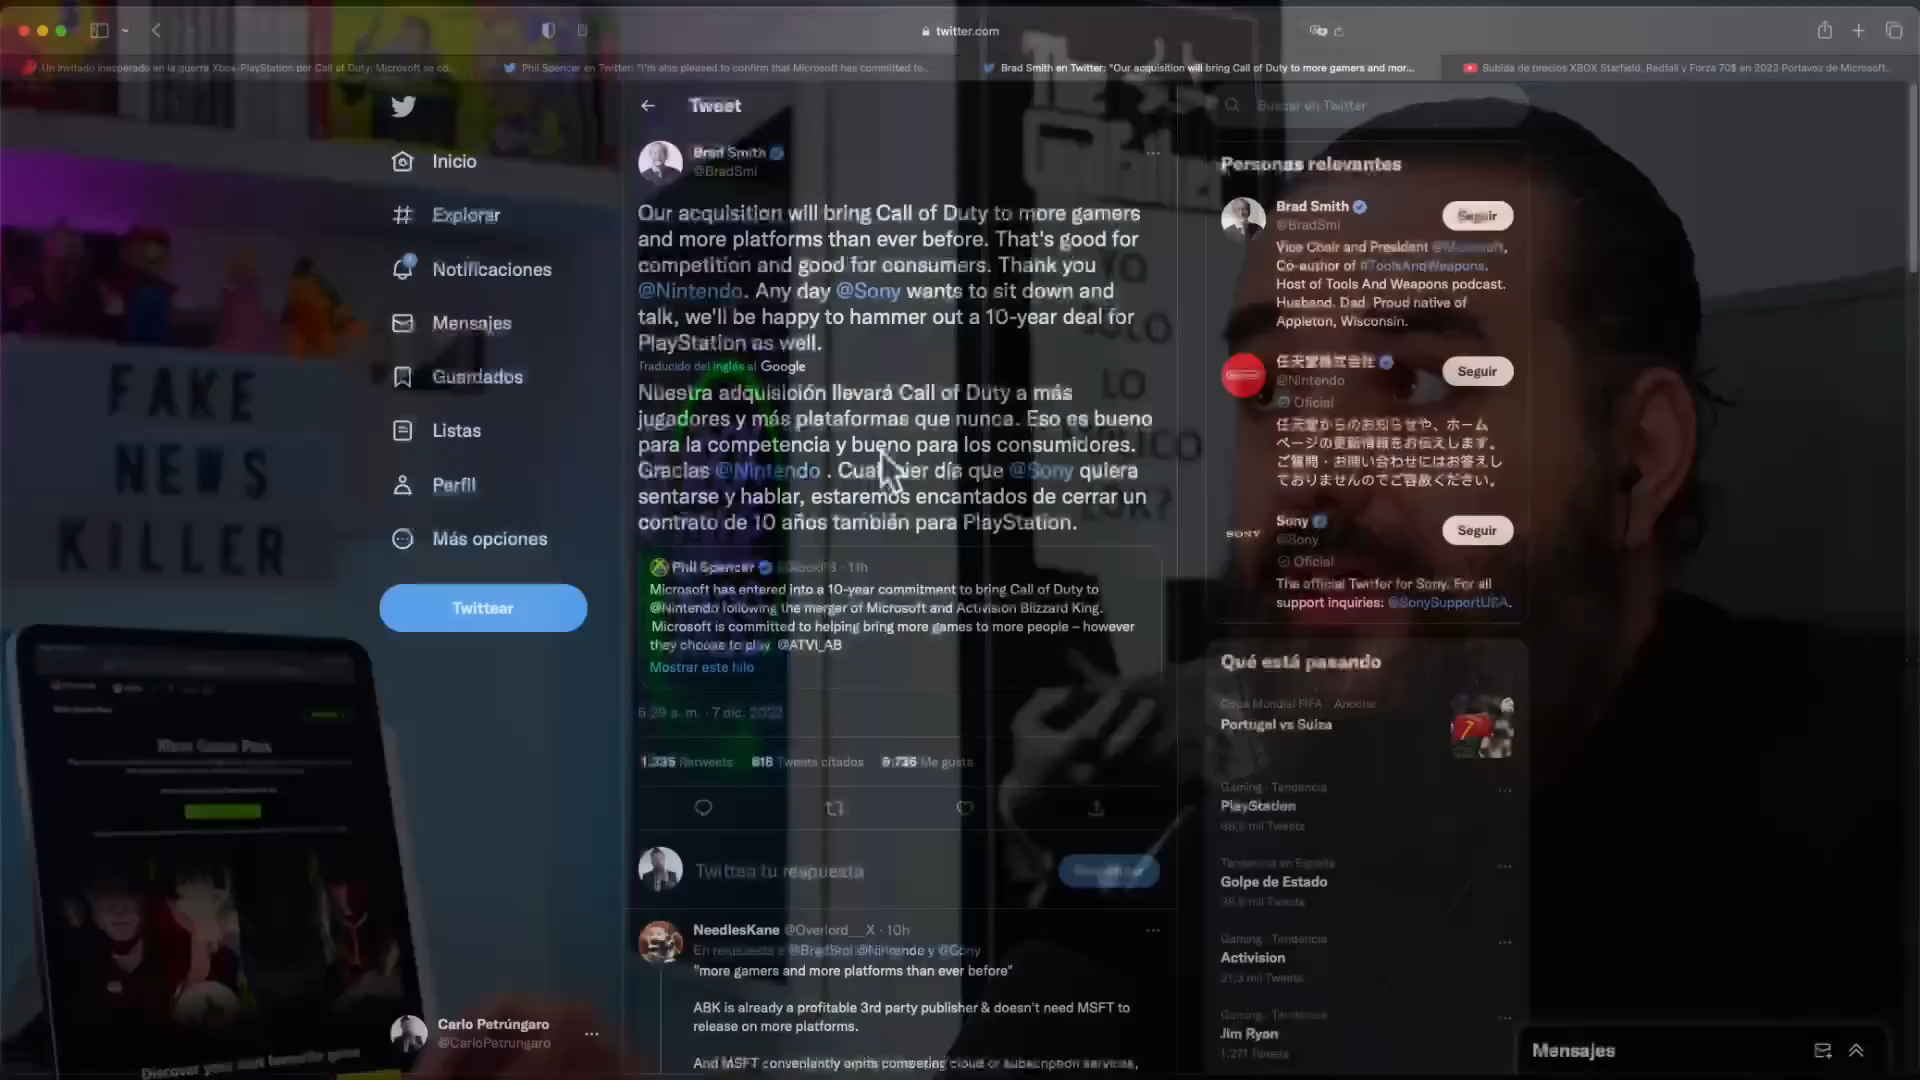 twitter.com
Un invitado inesperado en la guerra Xbox-PlayStation por Call of Duty: Microsoft se co...
Phil Spencer en Twitter: "I'm also pleased to confirm that Microsoft has committed to...
Brad Smith en Twitter: "Our acquisition will bring Call of Duty to more gamers and mor...
Subida de precios XBOX Starfield, Redfall y Forza 70$ en 2023 Portavoz de Microsoft...
Tweet
Buscar en Twitter
Inicio
Explorar
Notificaciones
Mensajes
Guardados
Listas
Perfil
Más opciones
Twittear
Brad Smith
@BradSmi
Our acquisition will bring Call of Duty to more gamers
and more platforms than ever before. That's good for
competition and good for consumers. Thank you
@Nintendo. Any day @Sony wants to sit down and
talk, we'll be happy to hammer out a 10-year deal for
PlayStation as well.
Traducido del inglés al Google
Nuestra adquisición llevará Call of Duty a más
jugadores y más plataformas que nunca. Eso es bueno
para la competencia y bueno para los consumidores.
Gracias @Nintendo . Cualquier día que @Sony quiera
sentarse y hablar, estaremos encantados de cerrar un
contrato de 10 años también para PlayStation.
Phil Spencer · 11h
Microsoft has entered into a 10-year commitment to bring Call of Duty to
@Nintendo following the merger of Microsoft and Activision Blizzard King.
Microsoft is committed to helping bring more games to more people – however
they choose to play. @ATVI_AB
Mostrar este hilo
5:29 a. m. · 7 dic. 2022
Retweets
Tweets citados
Me gusta
Twittea tu respuesta
NeedlesKane @Overlord__X · 10h
En respuesta a @BradSmi @Nintendo y @Sony
"more gamers and more platforms than ever before"
ABK is already a profitable 3rd party publisher & doesn't need MSFT to
release on more platforms.
And MSFT conveniently omits competing cloud or subscription services,
Personas relevantes
Brad Smith
@BradSmi
Seguir
Vice Chair and President @Microsoft,
Co-author of #ToolsAndWeapons,
Host of Tools And Weapons podcast.
Husband. Dad. Proud native of
Appleton, Wisconsin.
任天堂株式会社
@Nintendo
Seguir
Oficial
任天堂からのお知らせや、ホーム
ページの更新情報をお伝えします。
ご質問・お問い合わせにはお答えし
ておりませんのでご容赦ください。
SONY
Sony
@Sony
Seguir
Oficial
The official Twitter for Sony. For all
support inquiries: @SonySupportUSA.
Qué está pasando
Copa Mundial FIFA · Anoche
Portugal vs Suiza
Gaming · Tendencia
PlayStation
Tweets
Tendencia en España
Golpe de Estado
Tweets
Gaming · Tendencia
Activision
21,3 mil Tweets
Gaming · Tendencia
Jim Ryan
1.271 Tweets
Carlo Petrúngaro
@CarloPetrungaro
Mensajes
FAKE
NEWS
KILLER
YO
LO
Xbox Game Pass
Discover your next favourite game